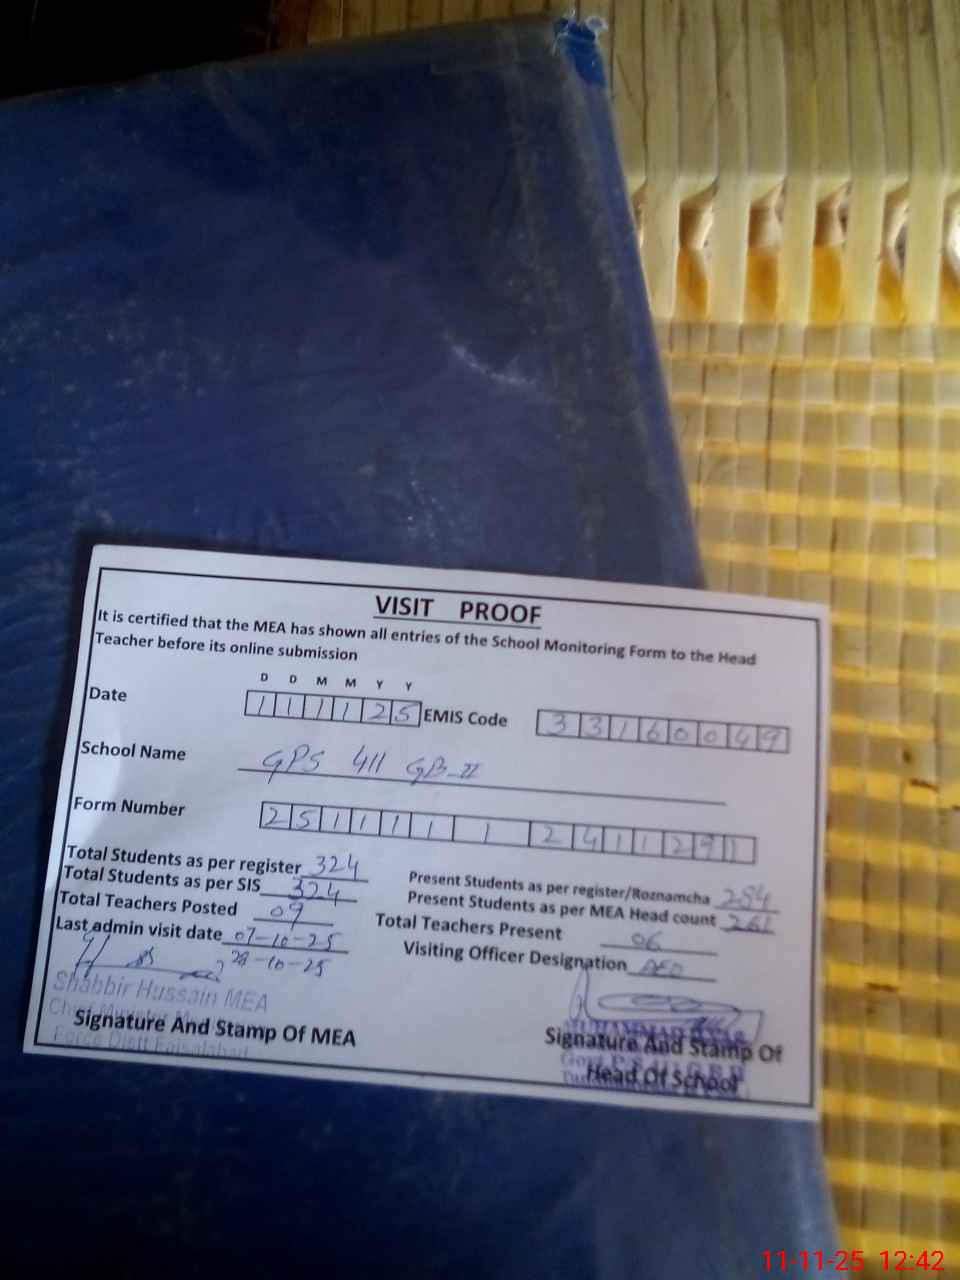 VISIT PROOF
It is certified that the MEA has shown all entries of the School Monitoring Form to the Head
Teacher before its online submission
D D M M Y Y
Date 1 1 1 1 2 5 EMIS Code 3 3 1 6 0 0 4 9
School Name GPS 411 GB-II
Form Number 2 5 1 1 1 1 1 2 4 1 1 2 9 1
Total Students as per register 324
Present Students as per register/Roznamcha 284
Total Students as per SIS 324
Present Students as per MEA Head count 261
Total Teachers Posted 09
Total Teachers Present 06
Last admin visit date 07-10-25
Visiting Officer Designation AEO
28-10-25
Shabbir Hussain MEA
Chief Minister
Force Distt Faisalabad
Signature And Stamp Of MEA
MUHAMMAD
Signature And Stamp Of
Govt P.S
Head Of School
11-11-25 12:42